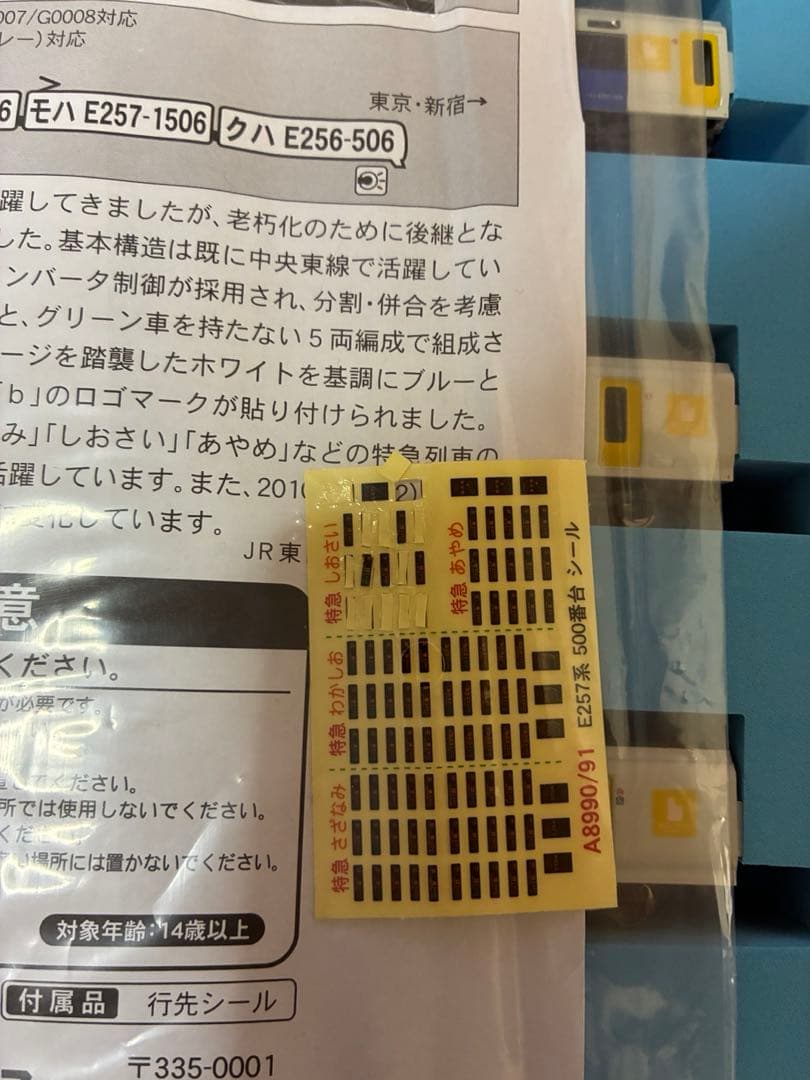 007/G0008対応
レー)対応
東京・新宿→
6 モハ E257-1506 クハ E256-506
躍してきましたが、老朽化のために後継とな
した。基本構造は既に中央東線で活躍してい
ンバータ制御が採用され、分割・併合を考慮
と、グリーン車を持たない5両編成で組成さ
ージを踏襲したホワイトを基調にブルーと
「b」のロゴマークが貼り付けられました。
み」「しおさい」「あやめ」などの特急列車の
活躍しています。また、201
しています。
JR東
意
ください。
が必要です。
ください。
所では使用しないでください。
くだ
場所には置かないでください。
対象年齢:14歳以上
付属品 行先シール
〒335-0001
特急 しおさい
特急 あやめ
特急 わかしお
特急 さざなみ
A8990/91 E257系 500番台 シール